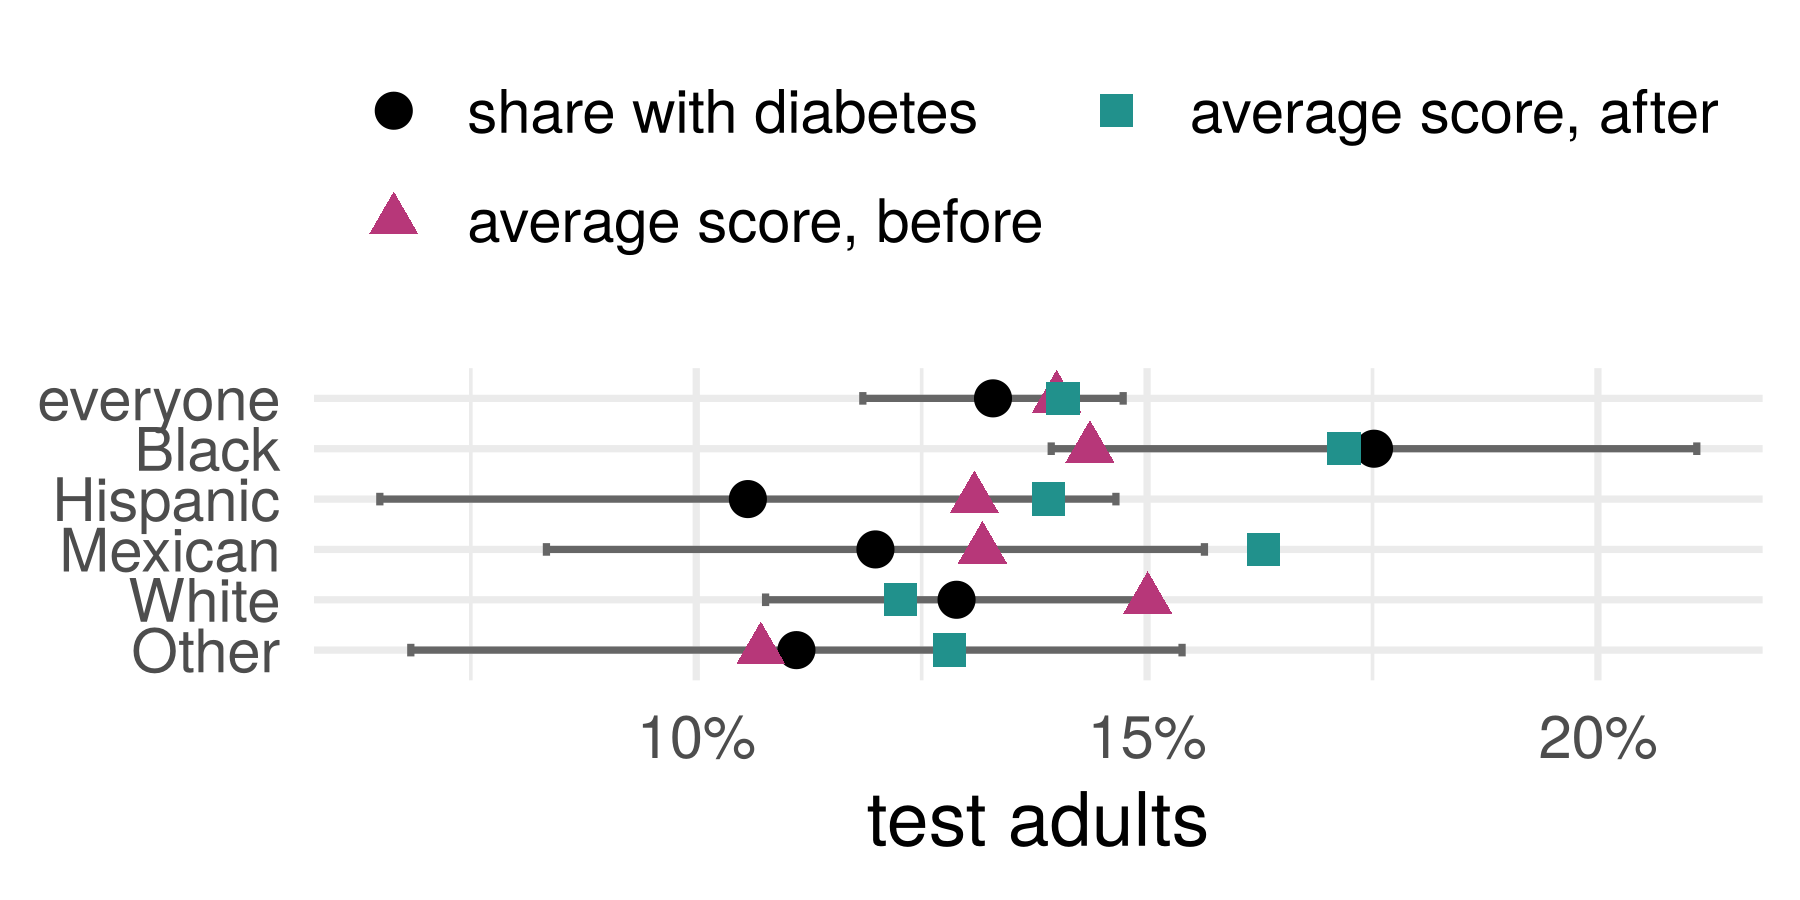 share with diabetes
average score, after
average score, before
everyone
Black
Hispanic
Mexican
White
Other
10%
15%
20%
test adults